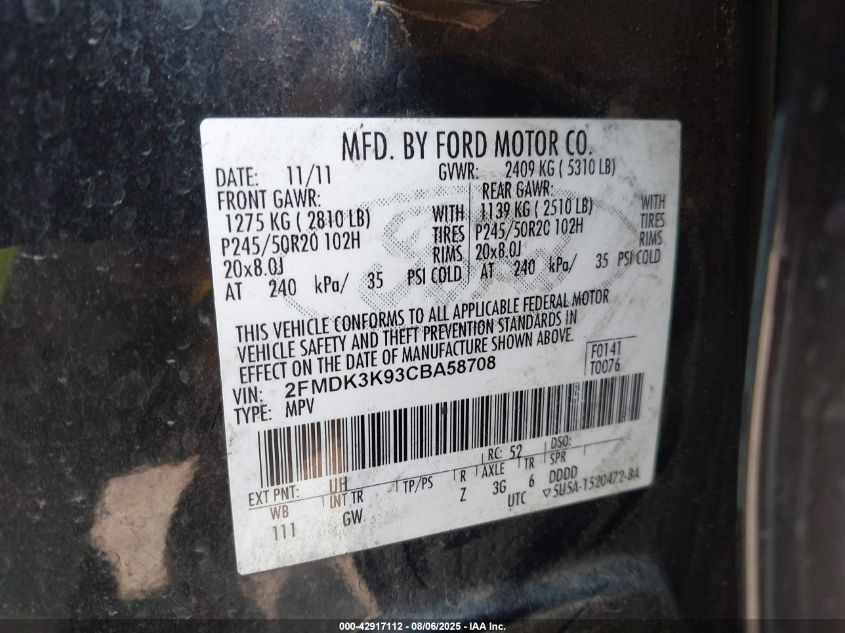 MFD. BY FORD MOTOR CO.
DATE: 11/11 GVWR: 2409 KG ( 5310 LB)
FRONT GAWR: REAR GAWR:
1275 KG ( 2810 LB) WITH 1139 KG ( 2510 LB) WITH
P245/50R20 102H TIRES P245/50R20 102H TIRES
20x8.0J RIMS 20x8.0J RIMS
AT 240 kPa/ 35 PSI COLD AT 240 kPa/ 35 PSI COLD
THIS VEHICLE CONFORMS TO ALL APPLICABLE FEDERAL MOTOR
VEHICLE SAFETY AND THEFT PREVENTION STANDARDS IN
EFFECT ON THE DATE OF MANUFACTURE SHOWN ABOVE.
VIN: 2FMDK3K93CBA58708 F0141
TYPE: MPV T0076
EXT PNT: UH RC: 52 DSO:
WB INT TR TP/PS R AXLE TR SPR
111 GW Z 3G 6 DDDD
UTC ▽5U5A-1520472-BA
000-42917112 - 08/06/2025 - IAA Inc.